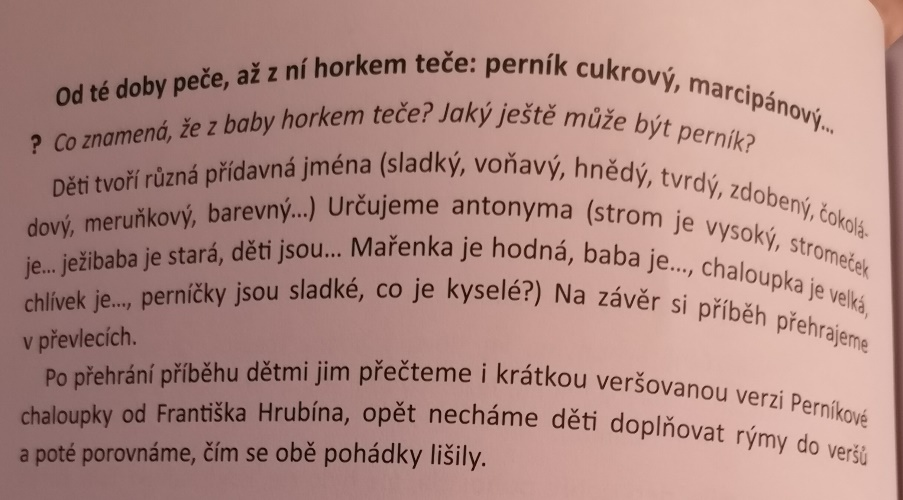 Od té doby peče, až z ní horkem teče: perník cukrový, marcipánový...
? Co znamená, že z baby horkem teče? Jaký ještě může být perník?
Děti tvoří různá přídavná jména (sladký, voňavý, hnědý, tvrdý, zdobený, čokolá-
dový, meruňkový, barevný...) Určujeme antonyma (strom je vysoký, stromeček
je... ježibaba je stará, děti jsou... Mařenka je hodná, baba je..., chaloupka je velká,
chlívek je..., perníčky jsou sladké, co je kyselé?) Na závěr si příběh přehrajeme
v převlecích.
Po přehrání příběhu dětmi jim přečteme i krátkou veršovanou verzi Perníkové
chaloupky od Františka Hrubína, opět necháme děti doplňovat rýmy do veršů
a poté porovnáme, čím se obě pohádky lišily.